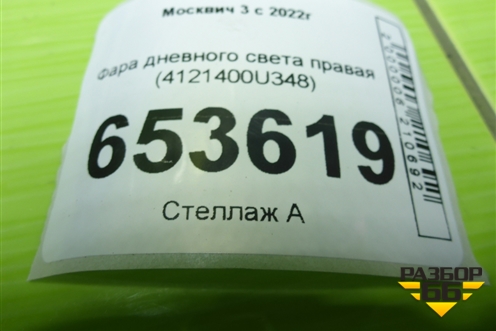 Москвич 3 с 2022г
Фара дневного света правая
(4121400U348)
653619
Стеллаж А
2000006210692
РАЗБОР
66